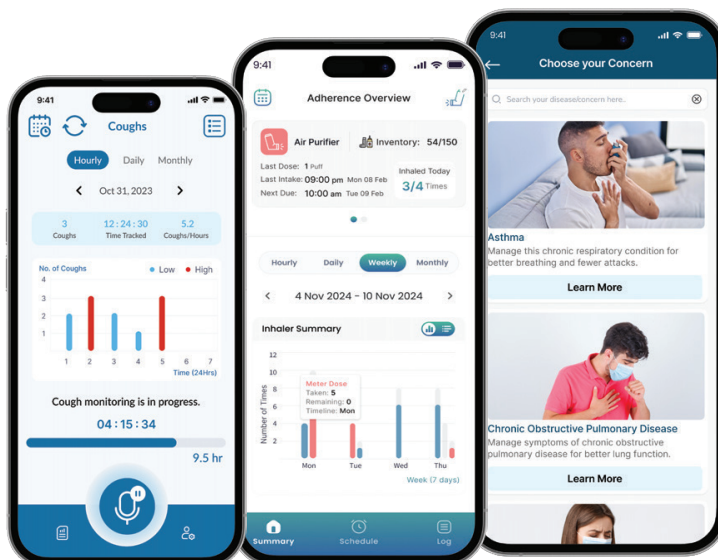 9:41
Coughs
Hourly Daily Monthly
Oct 31, 2023
3 12:24:30 5.2
Coughs Time Tracked Coughs/Hours
No. of Coughs Low High
4
3
2
1
1 2 3 4 5 6 7
Time (24Hrs)
Cough monitoring is in progress.
04:15:34
9.5 hr
9:41
Adherence Overview
Air Purifier Inventory: 54/150
Last Dose: 1 Puff
Last Intake: 09:00 pm Mon 08 Feb
Next Due: 10:00 am Tue 09 Feb
Inhaled Today
3/4 Times
Hourly Daily Weekly Monthly
4 Nov 2024 - 10 Nov 2024
Inhaler Summary
Number of Times
12
10
8
6
4
2
Meter Dose
Taken: 5
Remaining: 0
Timeline: Mon
Mon Tue Wed Thu
Week (7 days)
Summary Schedule Log
9:41
Choose your Concern
Search your disease/concern here..
Asthma
Manage this chronic respiratory condition for
better breathing and fewer attacks.
Learn More
Chronic Obstructive Pulmonary Disease
Manage symptoms of chronic obstructive
pulmonary disease for better lung function.
Learn More